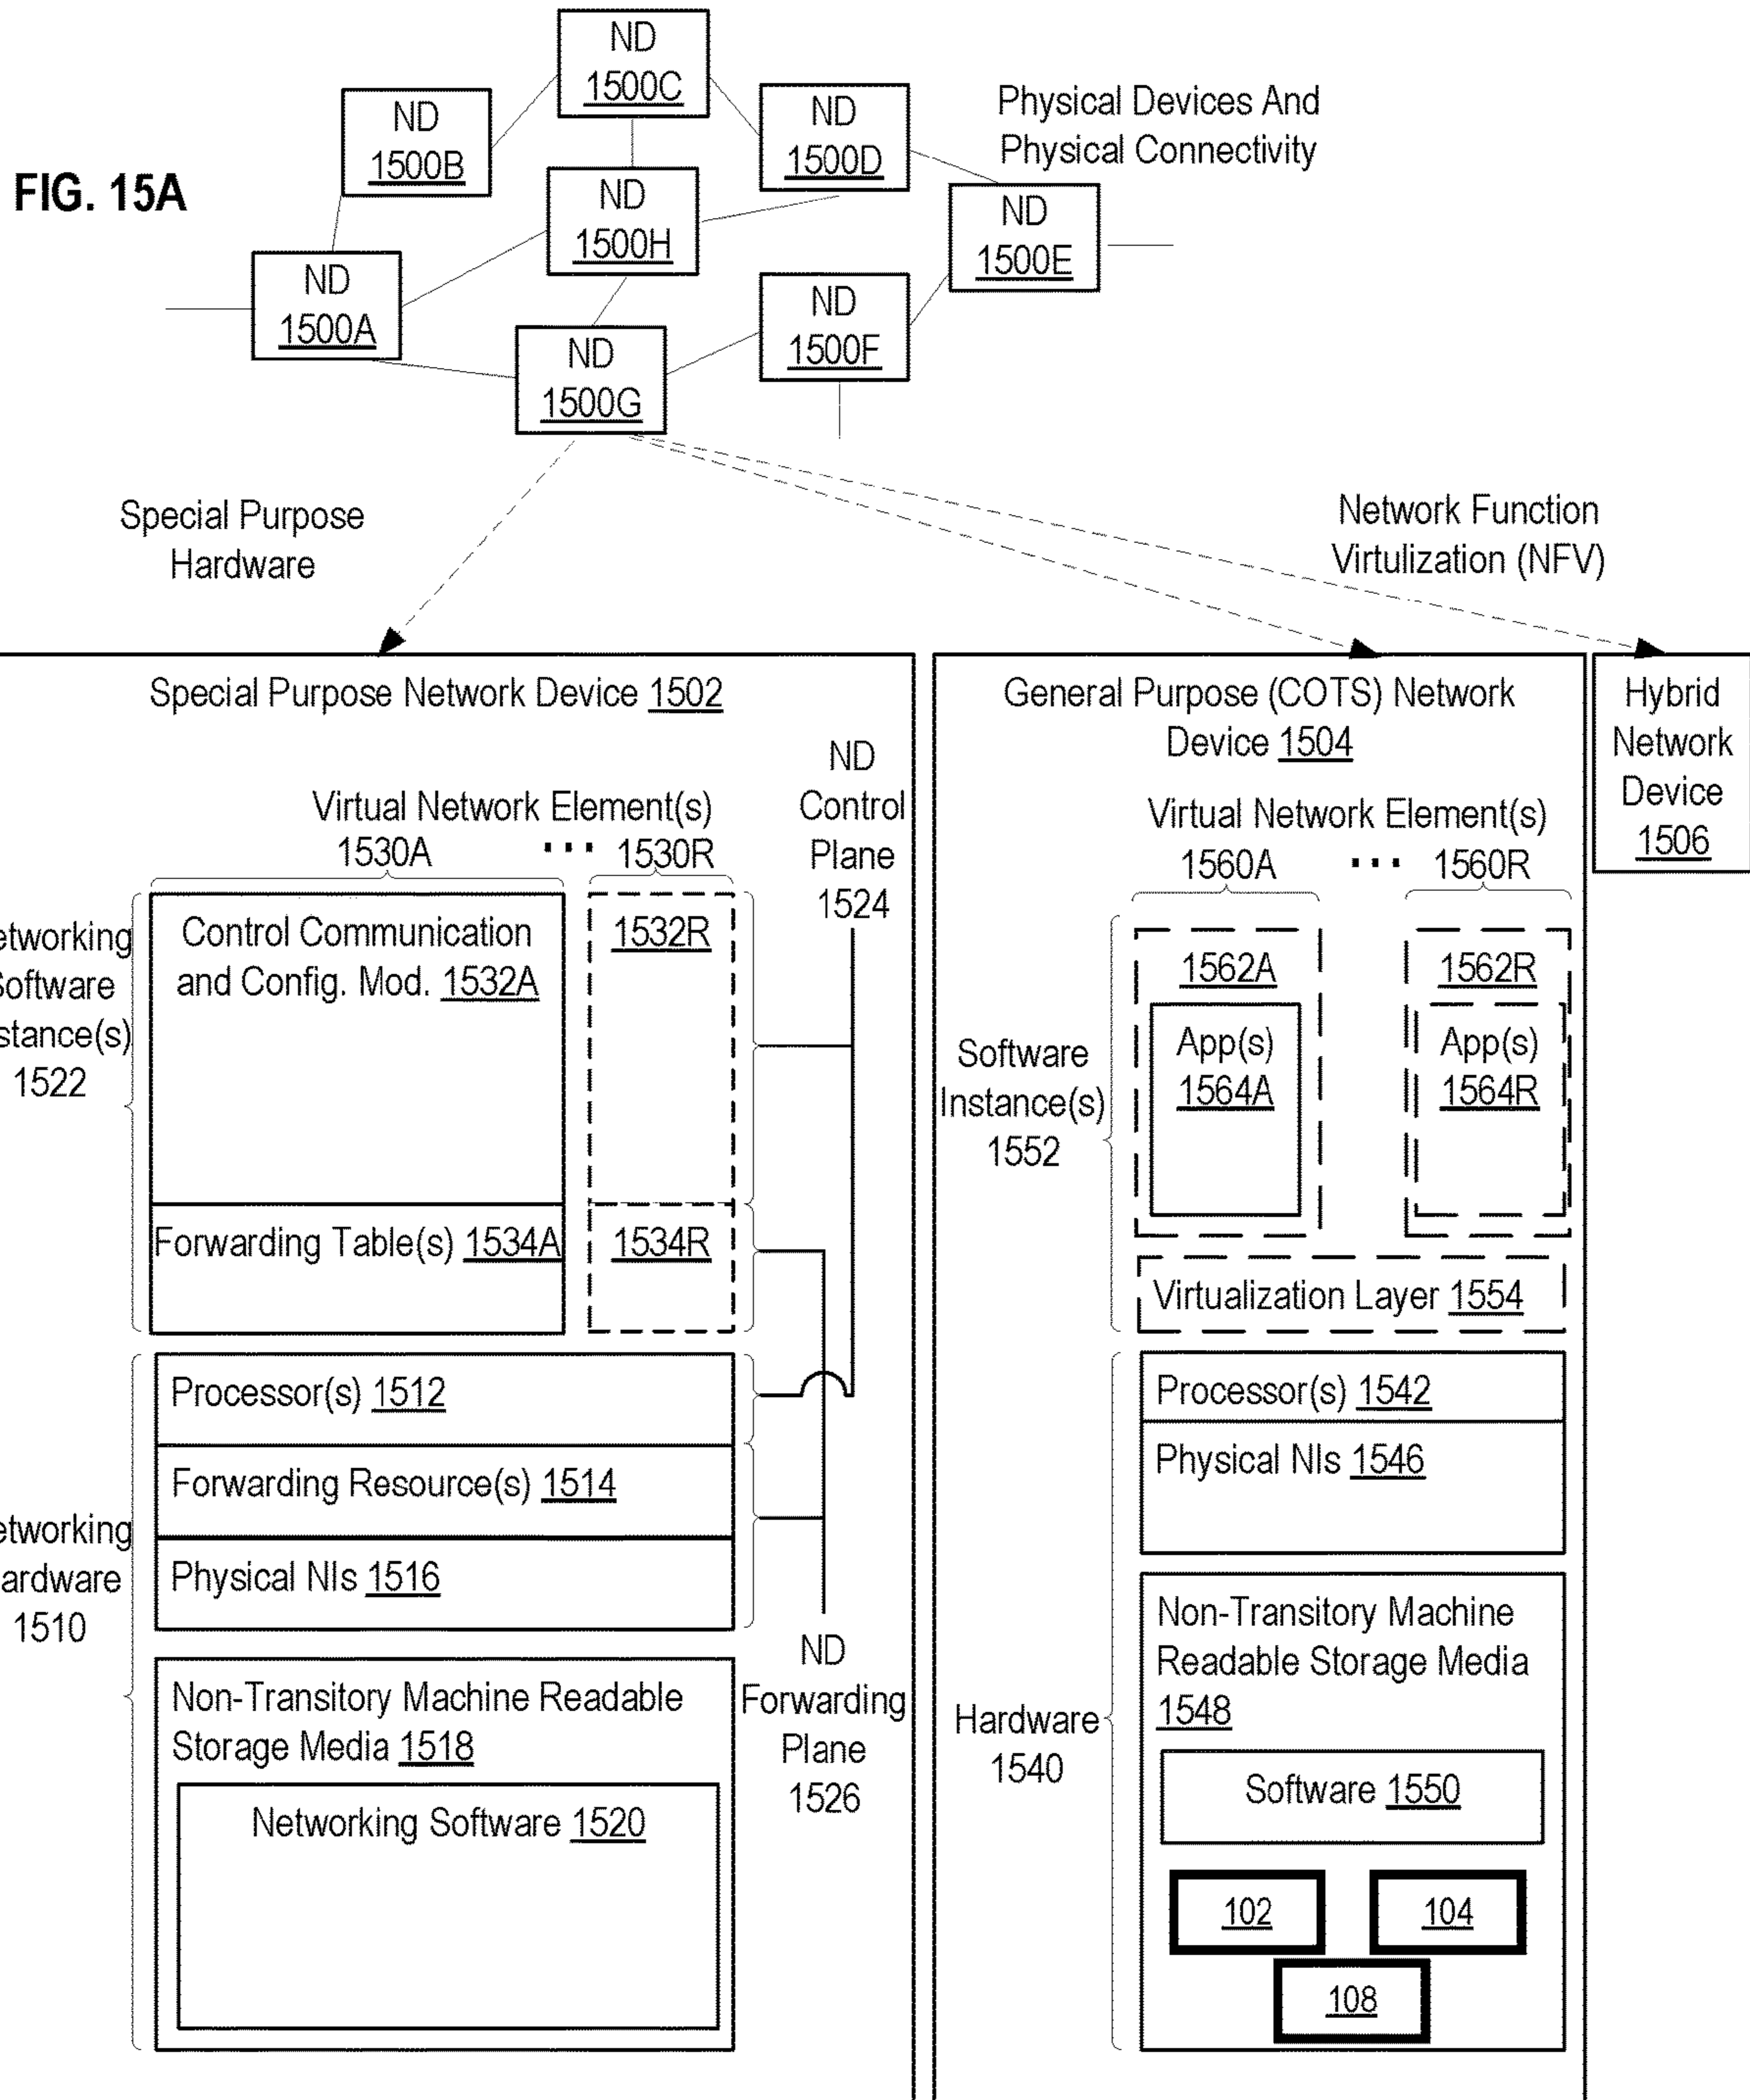 FIG. 15A
ND
1500C
ND
1500B
ND
1500D
Physical Devices And
Physical Connectivity
ND
1500H
ND
1500E
ND
1500A
ND
1500F
ND
1500G
Special Purpose
Hardware
Network Function
Virtulization (NFV)
Special Purpose Network Device 1502
Virtual Network Element(s)
1530A ... 1530R
ND
Control
Plane
1524
etworking
Software
stance(s)
1522
Control Communication
and Config. Mod. 1532A
1532R
Forwarding Table(s) 1534A
1534R
etworking
ardware
1510
Processor(s) 1512
Forwarding Resource(s) 1514
Physical NIs 1516
Non-Transitory Machine Readable
Storage Media 1518
Networking Software 1520
ND
Forwarding
Plane
1526
General Purpose (COTS) Network
Device 1504
Virtual Network Element(s)
1560A ... 1560R
Software
Instance(s)
1552
1562A
App(s)
1564A
1562R
App(s)
1564R
Virtualization Layer 1554
Hardware
1540
Processor(s) 1542
Physical NIs 1546
Non-Transitory Machine
Readable Storage Media
1548
Software 1550
102
104
108
Hybrid
Network
Device
1506